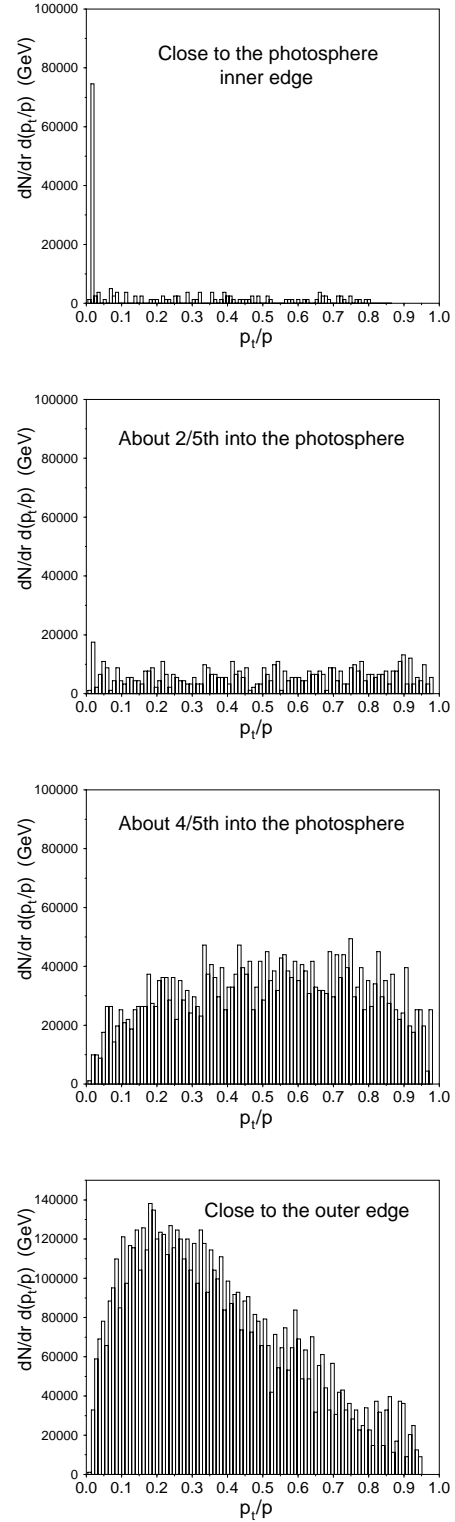 100000
80000
60000
40000
20000
0
dN/dr d(pt/p) (GeV)
Close to the photosphere
inner edge
0.0 0.1 0.2 0.3 0.4 0.5 0.6 0.7 0.8 0.9 1.0
pt/p
100000
80000
60000
40000
20000
0
dN/dr d(pt/p) (GeV)
About 2/5th into the photosphere
0.0 0.1 0.2 0.3 0.4 0.5 0.6 0.7 0.8 0.9 1.0
pt/p
100000
80000
60000
40000
20000
0
dN/dr d(pt/p) (GeV)
About 4/5th into the photosphere
0.0 0.1 0.2 0.3 0.4 0.5 0.6 0.7 0.8 0.9 1.0
pt/p
140000
120000
100000
80000
60000
40000
20000
0
dN/dr d(pt/p) (GeV)
Close to the outer edge
0.0 0.1 0.2 0.3 0.4 0.5 0.6 0.7 0.8 0.9 1.0
pt/p